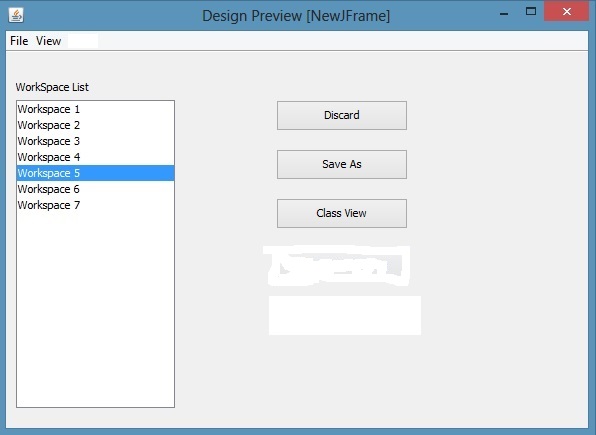 Design Preview [NewJFrame]
File View
WorkSpace List
Workspace 1
Workspace 2
Workspace 3
Workspace 4
Workspace 5
Workspace 6
Workspace 7
Discard
Save As
Class View